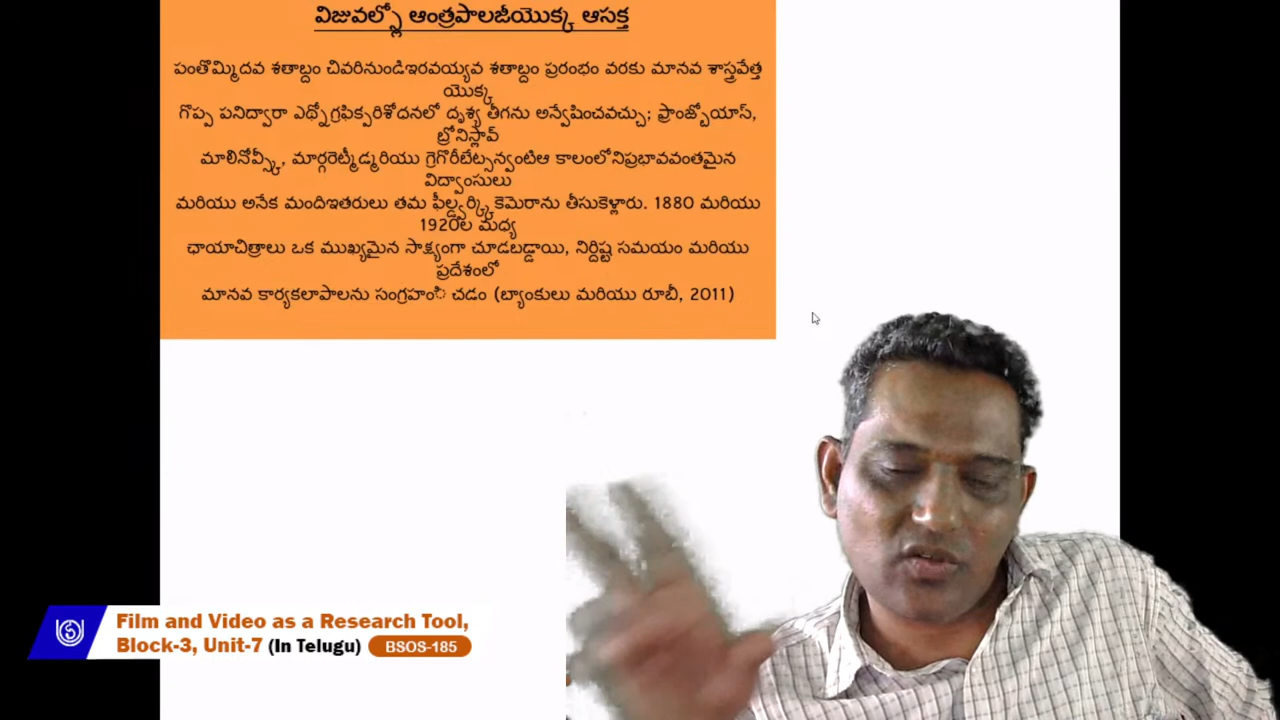 విజువల్స్లో ఆంత్రపాలజీయొక్క ఆసక్త
పంతొమ్మిదవ శతాబ్దం చివరినుండిఇరవయ్యవ శతాబ్దం ప్రరంభం వరకు మానవ శాస్త్రవేత్త
యొక్క
గొప్ప పనిద్వారా ఎథ్నోగ్రఫిక్పరిశోధనలో దృశ్య తీగను అన్వేషించవచ్చు; ఫ్రాంజ్బోయాస్,
బ్రోనిస్లావ్
మాలినోవ్స్కీ, మార్గరెట్మీడ్మరియు గ్రెగొరీబేట్సన్వంటిఆ కాలంలోనిప్రభావవంతమైన
విద్వాంసులు
మరియు అనేక మందిఇతరులు తమ ఫీల్డ్వర్క్కికెమెరాను తీసుకెళ్లారు. 1880 మరియు
1920ల మధ్య
ఛాయాచిత్రాలు ఒక ముఖ్యమైన సాక్ష్యంగా చూడబడ్డాయి, నిర్దిష్ట సమయం మరియు
ప్రదేశంలో
మానవ కార్యకలాపాలను సంగ్రహంి చడం (బ్యాంకులు మరియు రూబీ, 2011)
Film and Video as a Research Tool,
Block-3, Unit-7 (In Telugu) BSOS-185